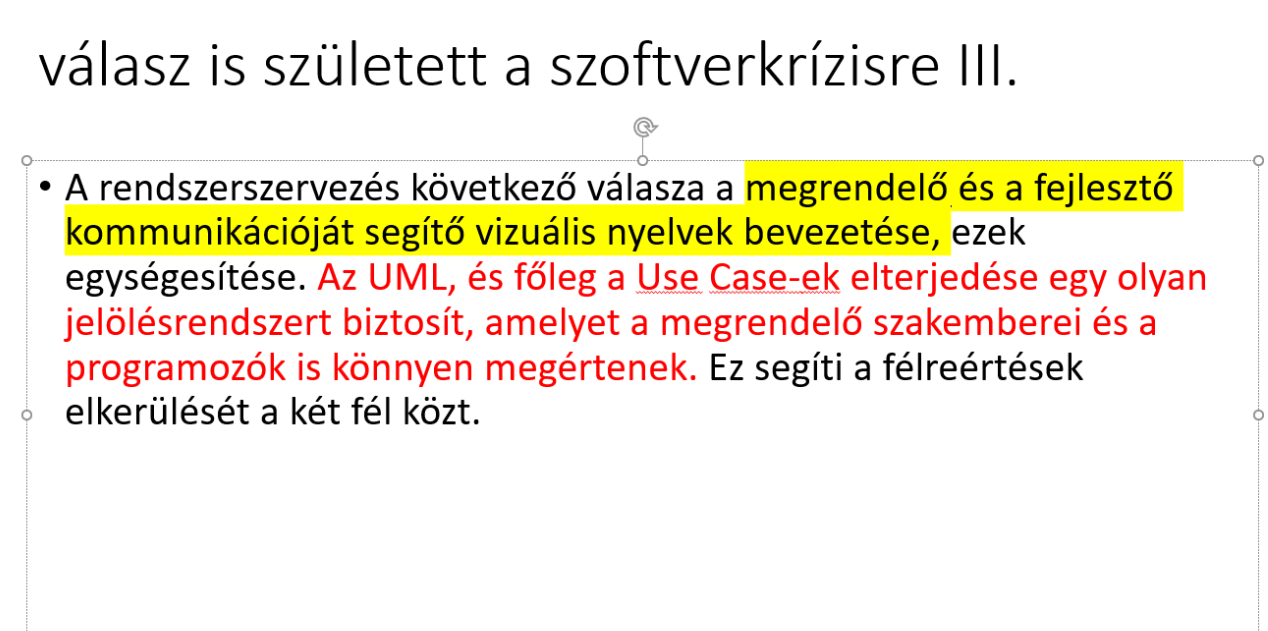 válasz is született a szoftverkrízisre III.
• A rendszerszervezés következő válasza a megrendelő és a fejlesztő
kommunikációját segítő vizuális nyelvek bevezetése, ezek
egységesítése. Az UML, és főleg a Use Case-ek elterjedése egy olyan
jelölésrendszert biztosít, amelyet a megrendelő szakemberei és a
programozók is könnyen megértenek. Ez segíti a félreértések
elkerülését a két fél közt.